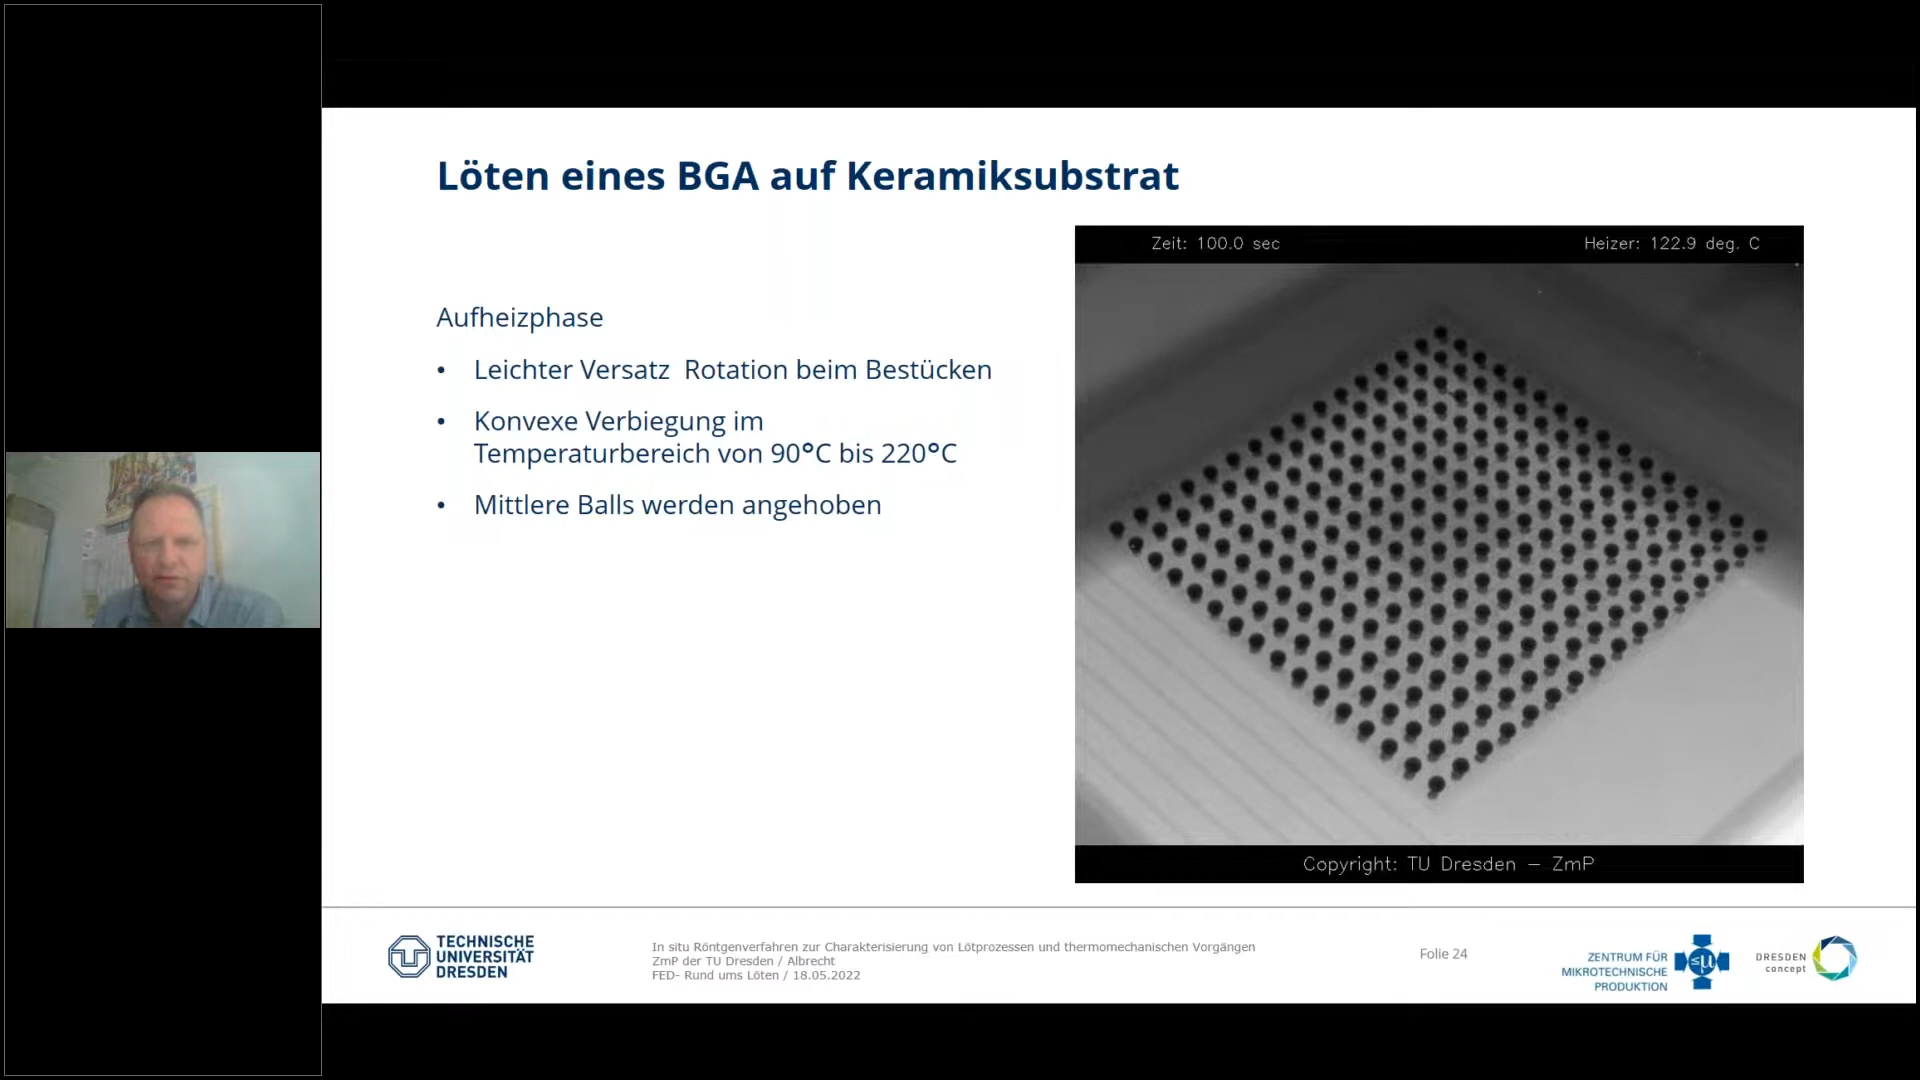 Löten eines BGA auf Keramiksubstrat
Aufheizphase
• Leichter Versatz  Rotation beim Bestücken
• Konvexe Verbiegung im
Temperaturbereich von 90°C bis 220°C
• Mittlere Balls werden angehoben
Zeit: 100.0 sec
Heizer: 122.9 deg. C
Copyright: TU Dresden – ZmP
TECHNISCHE
UNIVERSITÄT
DRESDEN
In situ Röntgenverfahren zur Charakterisierung von Lötprozessen und thermomechanischen Vorgängen
ZmP der TU Dresden / Albrecht
FED- Rund ums Löten / 18.05.2022
Folie 24
ZENTRUM FÜR
MIKROTECHNISCHE
PRODUKTION
DRESDEN
concept